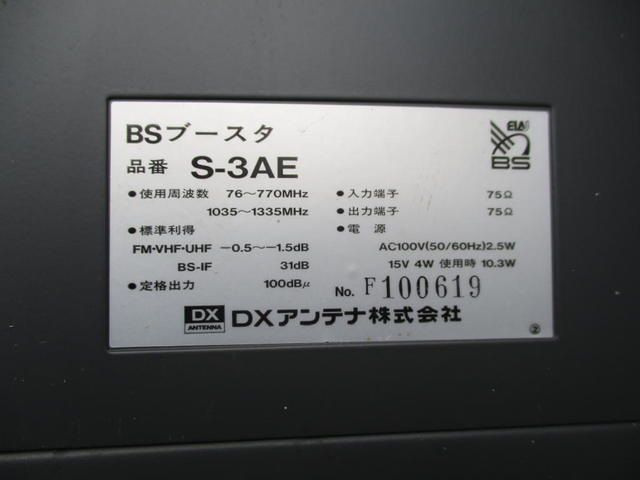 BSブースタ
品番 S-3AE
EIAJ
BS
●使用周波数 76～770MHz
1035～1335MHz
●標準利得
FM・VHF・UHF －0.5～－1.5dB
BS-IF 31dB
●定格出力 100dBμ
●入力端子 75Ω
●出力端子 75Ω
●電源
AC100V(50/60Hz)2.5W
15V 4W 使用時 10.3W
No. F100619
DX ANTENNA DXアンテナ株式会社
②